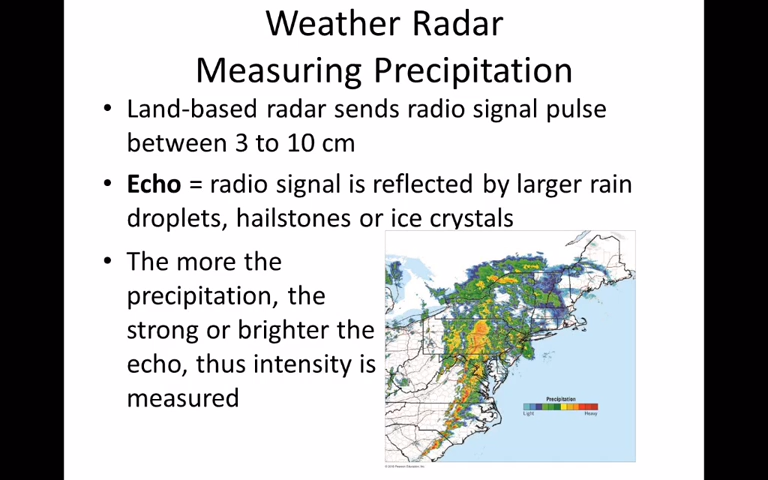 Weather Radar
Measuring Precipitation
• Land-based radar sends radio signal pulse
between 3 to 10 cm
• Echo = radio signal is reflected by larger rain
droplets, hailstones or ice crystals
• The more the
precipitation, the
strong or brighter the
echo, thus intensity is
measured
Precipitation
Light Heavy